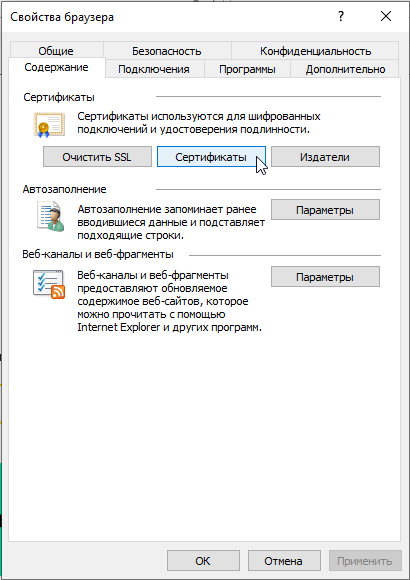 Свойства браузера
?
Общие
Безопасность
Конфиденциальность
Содержание
Подключения
Программы
Дополнительно
Сертификаты
Сертификаты используются для шифрованных
подключений и удостоверения подлинности.
Очистить SSL
Сертификаты
Издатели
Автозаполнение
Автозаполнение запоминает ранее
вводившиеся данные и подставляет
подходящие строки.
Параметры
Веб-каналы и веб-фрагменты
Веб-каналы и веб-фрагменты
предоставляют обновляемое
содержимое веб-сайтов, которое
можно прочитать с помощью
Internet Explorer и других программ.
Параметры
ОК
Отмена
Применить